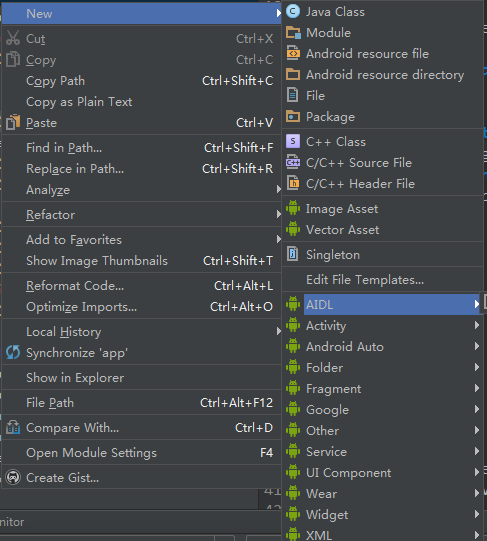 New
Cut Ctrl+X
Copy Ctrl+C
Copy Path Ctrl+Shift+C
Copy as Plain Text
Paste Ctrl+V
Find in Path... Ctrl+Shift+F
Replace in Path... Ctrl+Shift+R
Analyze
Refactor
Add to Favorites
Show Image Thumbnails Ctrl+Shift+T
Reformat Code... Ctrl+Alt+L
Optimize Imports... Ctrl+Alt+O
Local History
Synchronize 'app'
Show in Explorer
File Path Ctrl+Alt+F12
Compare With... Ctrl+D
Open Module Settings F4
Create Gist...
41
nitor
Java Class
Module
Android resource file
Android resource directory
File
Package
C++ Class
C/C++ Source File
C/C++ Header File
Image Asset
Vector Asset
Singleton
Edit File Templates...
AIDL
Activity
Android Auto
Folder
Fragment
Google
Other
Service
UI Component
Wear
Widget
XML